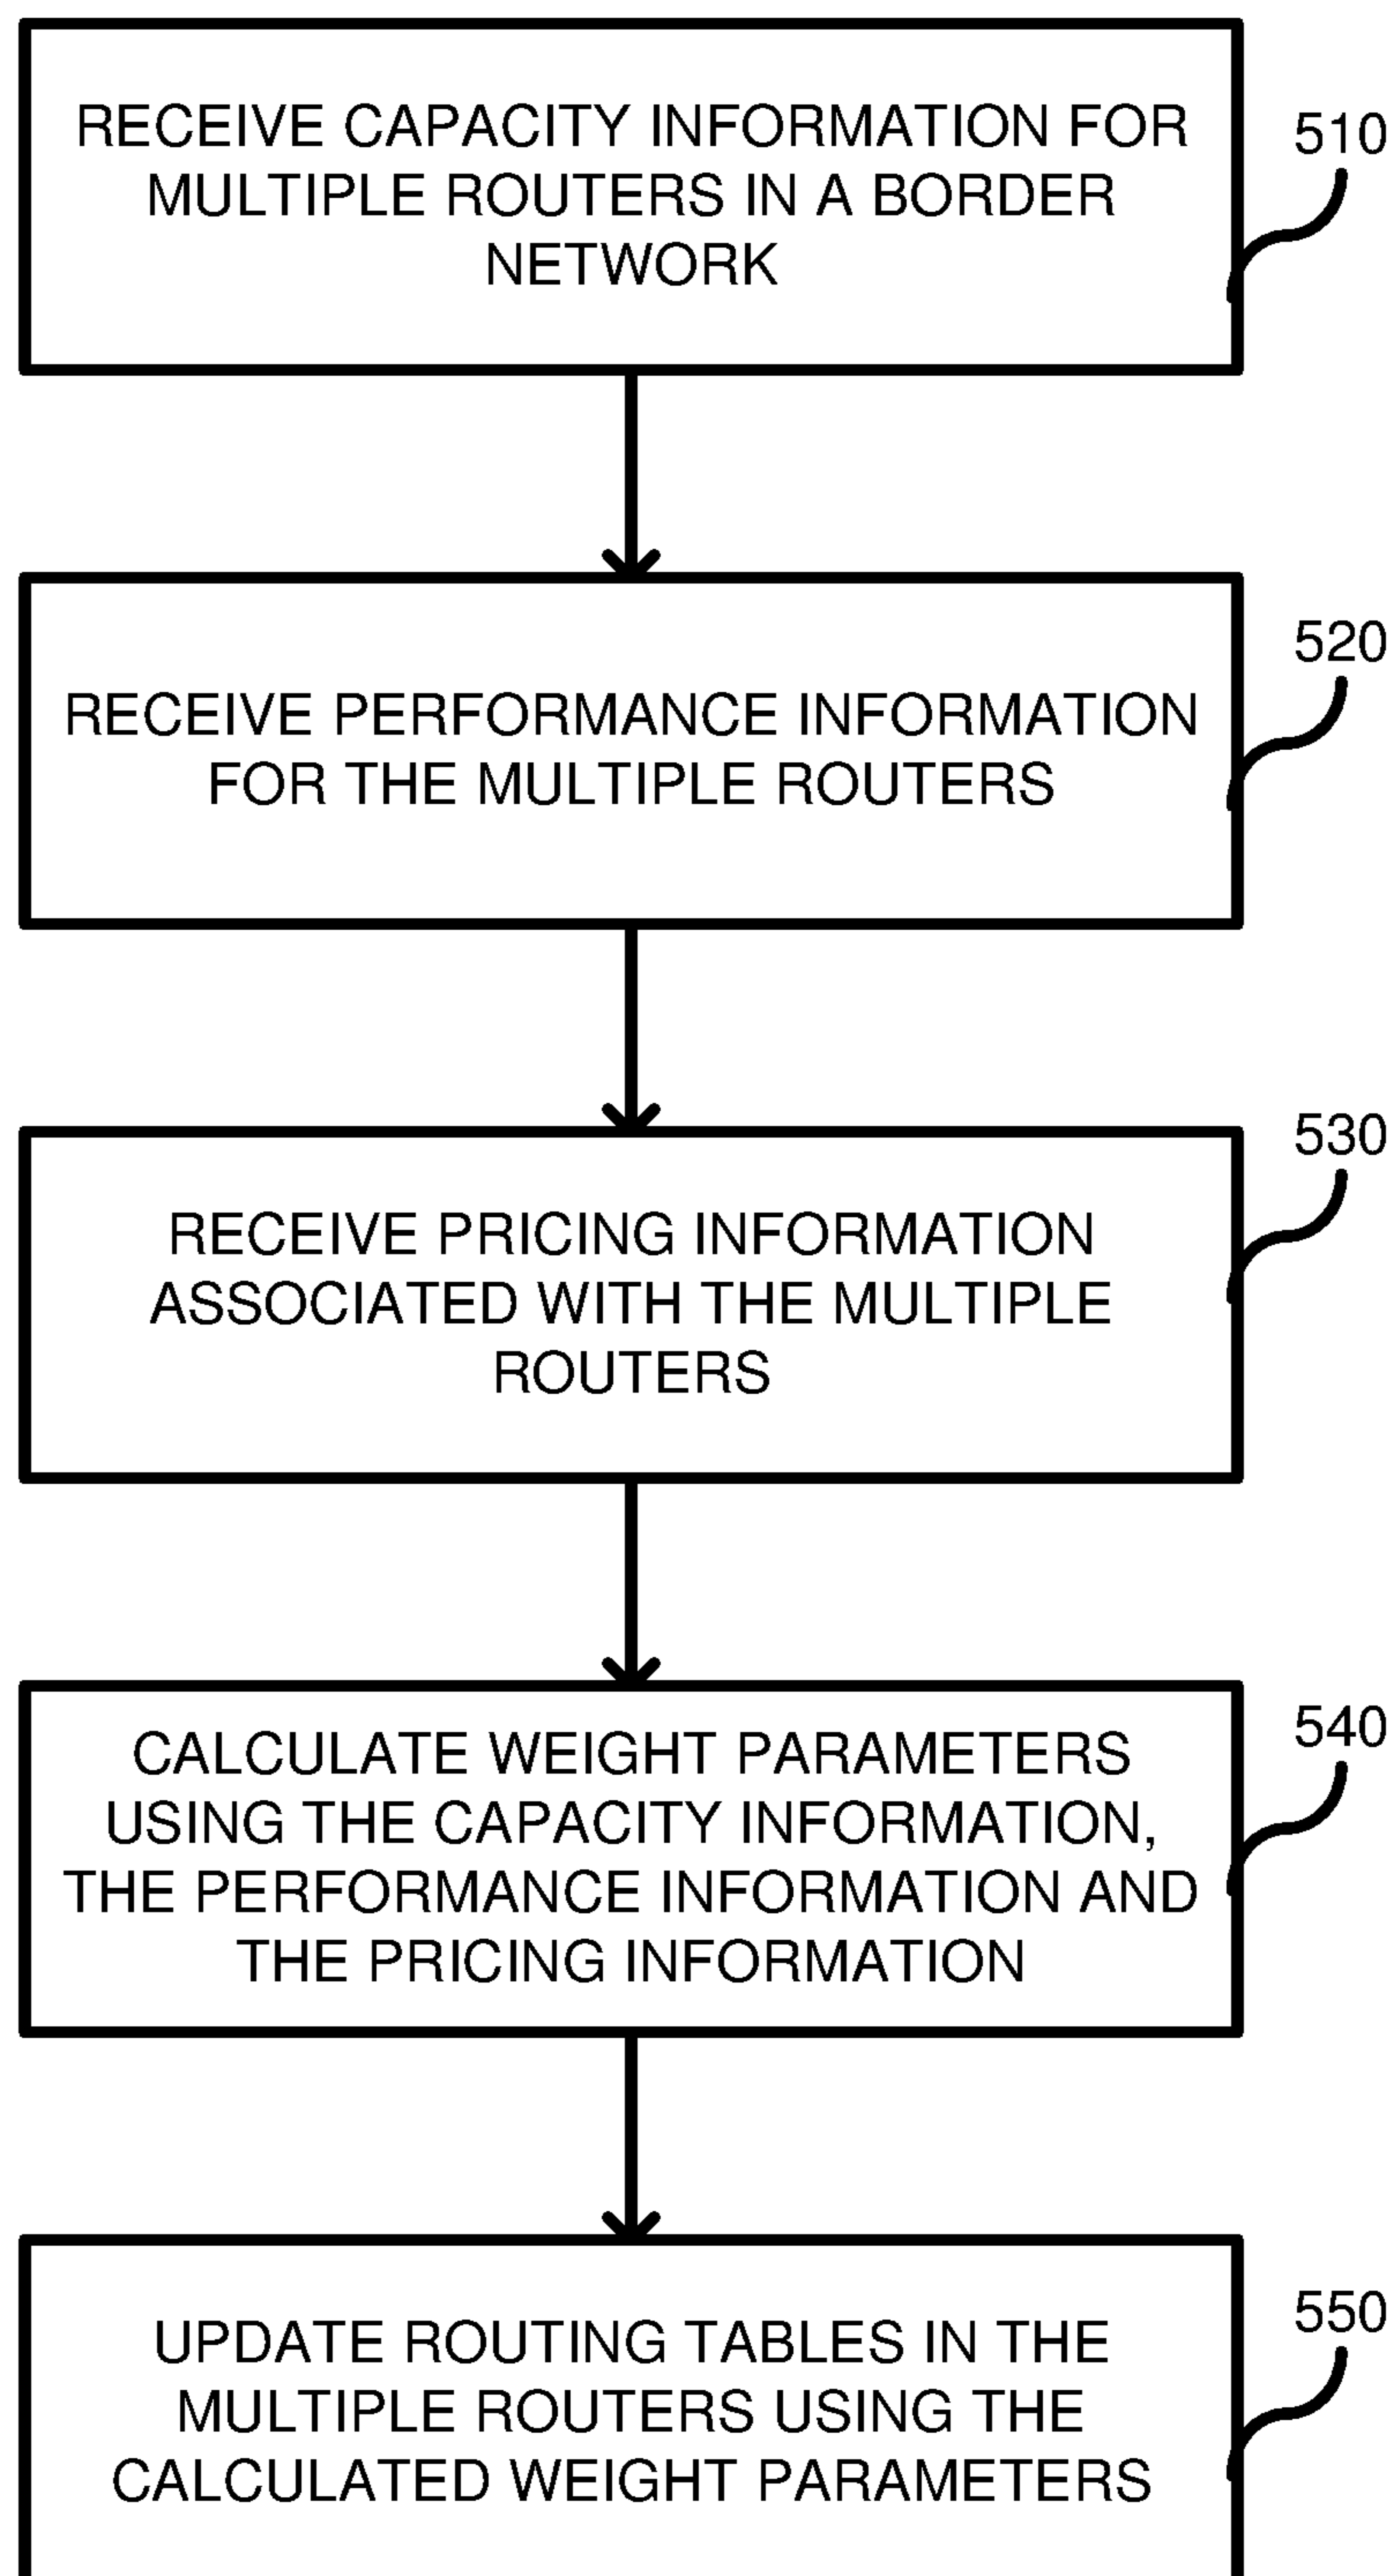 RECEIVE CAPACITY INFORMATION FOR
MULTIPLE ROUTERS IN A BORDER
NETWORK
510
RECEIVE PERFORMANCE INFORMATION
FOR THE MULTIPLE ROUTERS
520
RECEIVE PRICING INFORMATION
ASSOCIATED WITH THE MULTIPLE
ROUTERS
530
CALCULATE WEIGHT PARAMETERS
USING THE CAPACITY INFORMATION,
THE PERFORMANCE INFORMATION AND
THE PRICING INFORMATION
540
UPDATE ROUTING TABLES IN THE
MULTIPLE ROUTERS USING THE
CALCULATED WEIGHT PARAMETERS
550